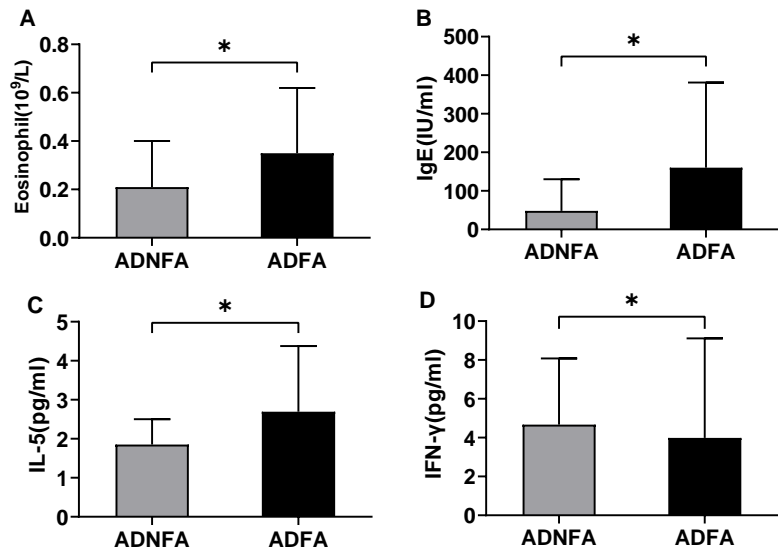 A
Eosinophil(10⁹/L)
0.8
0.6
0.4
0.2
0.0
*
ADNFA ADFA
B
IgE(IU/ml)
500
400
300
200
100
0
*
ADNFA ADFA
C
IL-5(pg/ml)
5
4
3
2
1
0
*
ADNFA ADFA
D
IFN-γ(pg/ml)
10
8
6
4
2
0
*
ADNFA ADFA